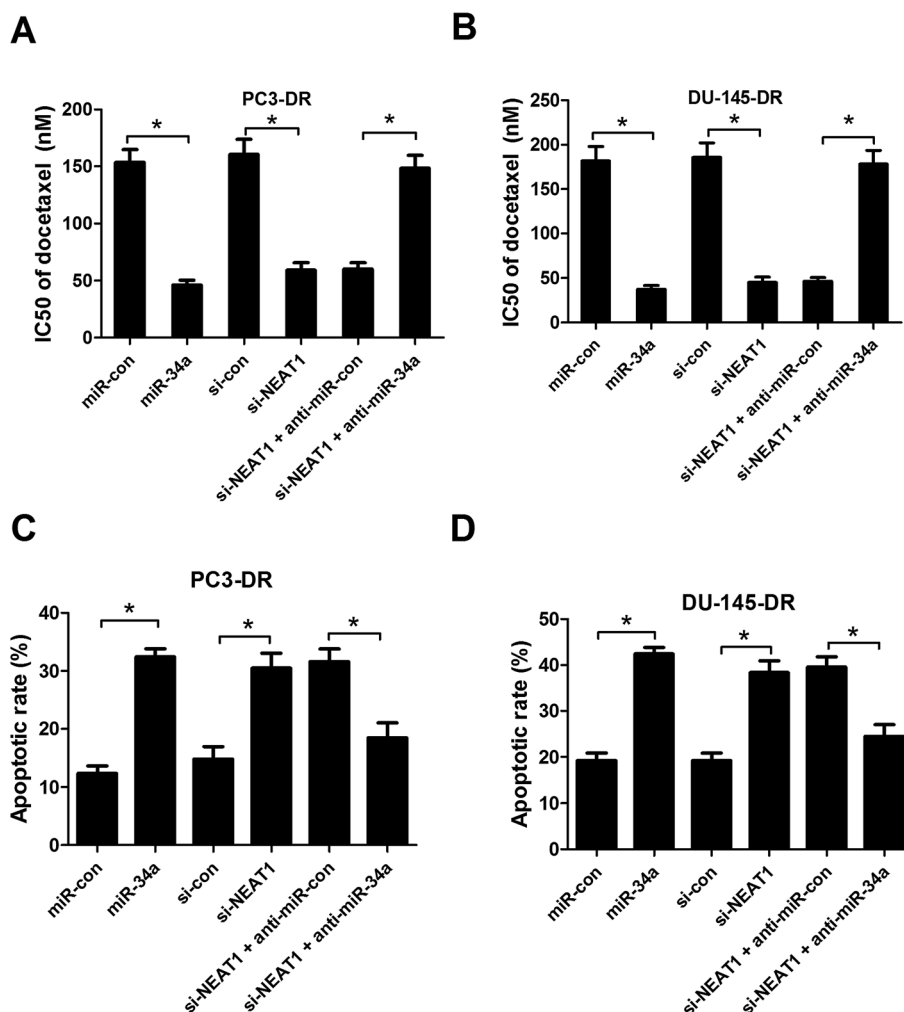 A
PC3-DR
IC50 of docetaxel (nM)
200
150
100
50
0
*
*
*
miR-con
miR-34a
si-con
si-NEAT1
si-NEAT1 + anti-miR-con
si-NEAT1 + anti-miR-34a
B
DU-145-DR
IC50 of docetaxel (nM)
250
200
150
100
50
0
*
*
*
miR-con
miR-34a
si-con
si-NEAT1
si-NEAT1 + anti-miR-con
si-NEAT1 + anti-miR-34a
C
PC3-DR
Apoptotic rate (%)
40
30
20
10
0
*
*
*
miR-con
miR-34a
si-con
si-NEAT1
si-NEAT1 + anti-miR-con
si-NEAT1 + anti-miR-34a
D
DU-145-DR
Apoptotic rate (%)
50
40
30
20
10
0
*
*
*
miR-con
miR-34a
si-con
si-NEAT1
si-NEAT1 + anti-miR-con
si-NEAT1 + anti-miR-34a